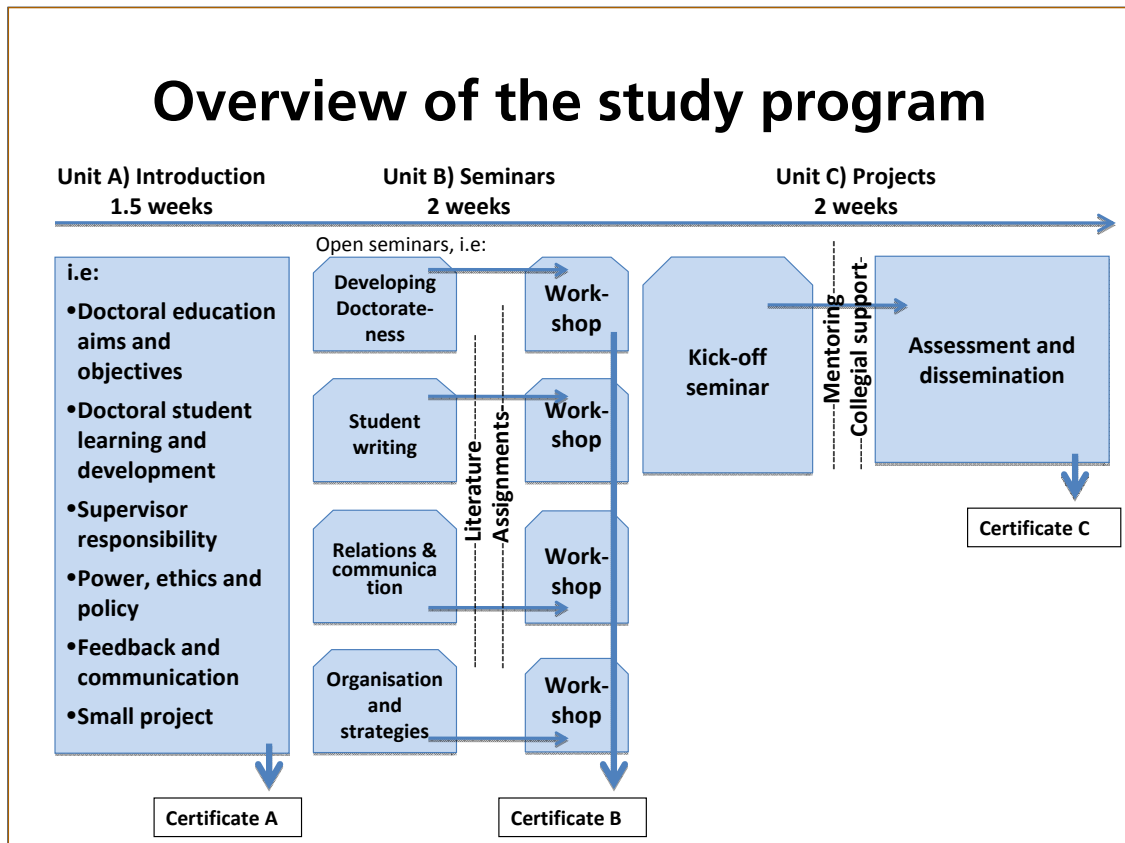 Overview of the study program
Unit A) Introduction
1.5 weeks
Unit B) Seminars
2 weeks
Unit C) Projects
2 weeks
i.e:
•Doctoral education
aims and
objectives
•Doctoral student
learning and
development
•Supervisor
responsibility
•Power, ethics and
policy
•Feedback and
communication
•Small project
Certificate A
Open seminars, i.e:
Developing
Doctorate-
ness
Student
writing
Relations &
communica
tion
Organisation
and
strategies
Literature
Assignments
Work-
shop
Work-
shop
Work-
shop
Work-
shop
Certificate B
Kick-off
seminar
Mentoring
Collegial support
Assessment and
dissemination
Certificate C